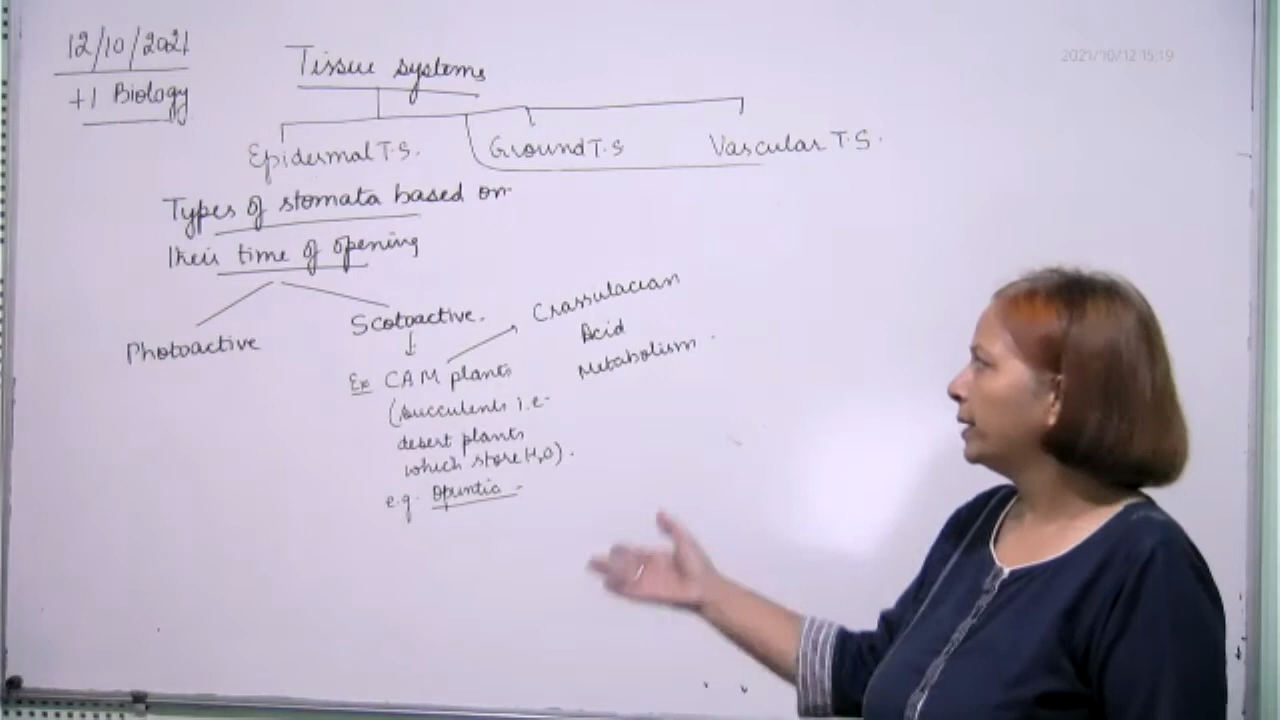 12/10/2021
+1 Biology
2021/10/12 15:19
Tissue systems
Epidermal T.S. Ground T.S Vascular T.S.
Types of stomata based on
their time of opening
Photoactive
Scotoactive.
Ex CAM plants
(succulents i.e-
desert plants
which store H2O).
e.g. Opuntia -
Crassulacian
Acid
Metabolism.